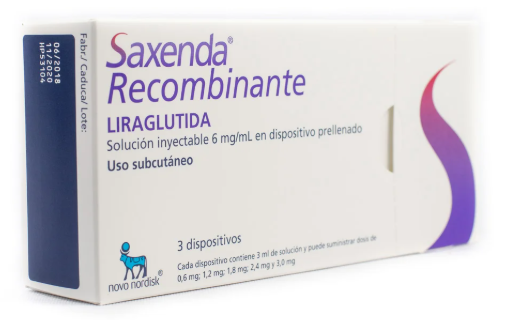 Fabr./ Caduca/ Lote:
06/2018
11/2020
HP53104
Saxenda®
Recombinante
LIRAGLUTIDA
Solución inyectable 6 mg/mL en dispositivo prellenado
Uso subcutáneo
3 dispositivos
Cada dispositivo contiene 3 ml de solución y puede suministrar dosis de
0,6 mg; 1,2 mg; 1,8 mg; 2,4 mg y 3,0 mg
novo nordisk®